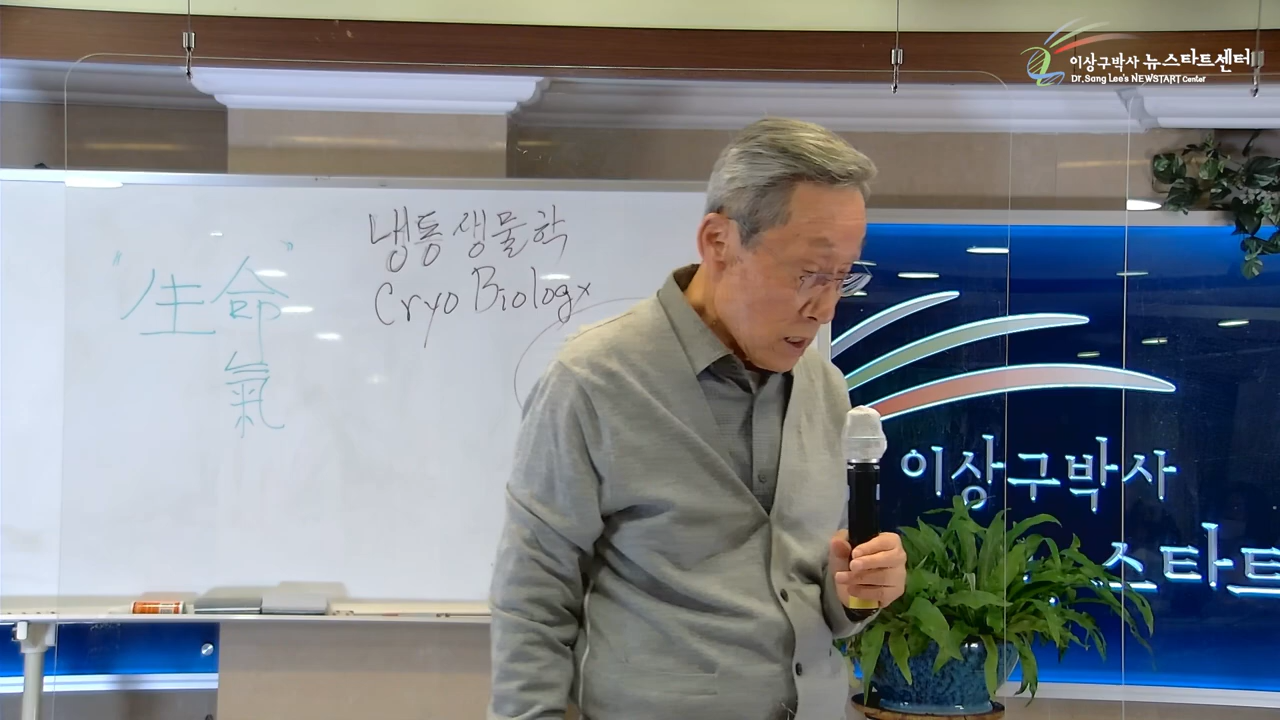 이상구박사 뉴스타트센터
Dr. Sang Lee's NEWSTART Center
냉동생물학
Cryo Biology
"生命"
氣
이상구박사
스타트